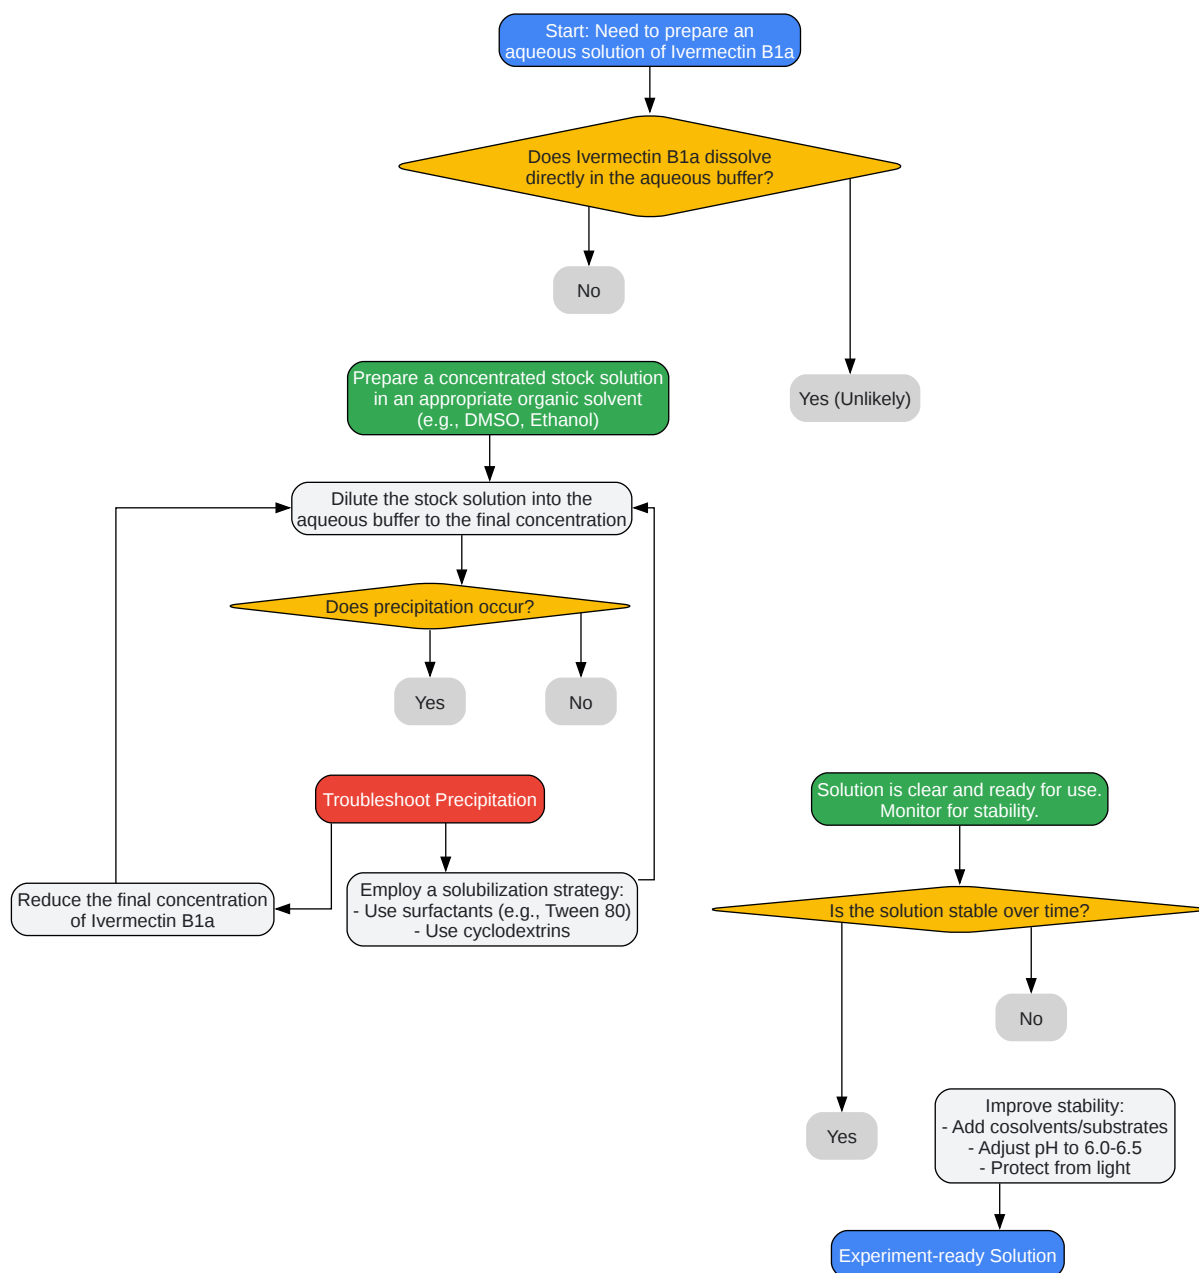 Start: Need to prepare an
aqueous solution of Ivermectin B1a
Does Ivermectin B1a dissolve
directly in the aqueous buffer?
No
Yes (Unlikely)
Prepare a concentrated stock solution
in an appropriate organic solvent
(e.g., DMSO, Ethanol)
Dilute the stock solution into the
aqueous buffer to the final concentration
Does precipitation occur?
Yes
No
Troubleshoot Precipitation
Reduce the final concentration
of Ivermectin B1a
Employ a solubilization strategy:
- Use surfactants (e.g., Tween 80)
- Use cyclodextrins
Solution is clear and ready for use.
Monitor for stability.
Is the solution stable over time?
No
Yes
Improve stability:
- Add cosolvents/substrates
- Adjust pH to 6.0-6.5
- Protect from light
Experiment-ready Solution